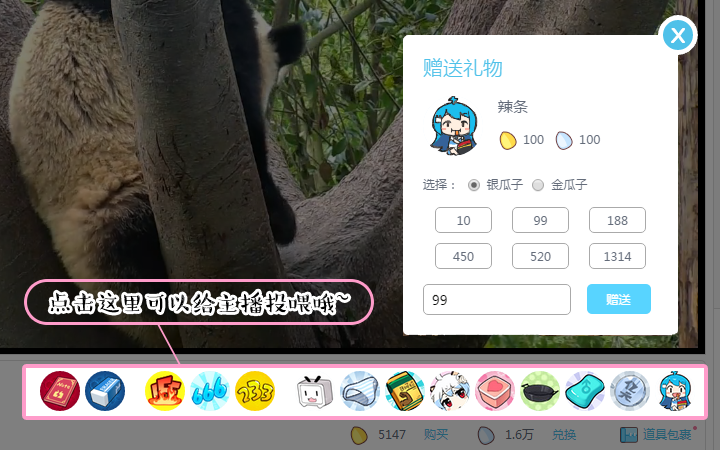 X
赠送礼物
辣条
100 100
选择： 银瓜子 金瓜子
10 99 188
450 520 1314
99 赠送
点击这里可以给主播投喂哦~
666 233
5147 购买 1.6万 兑换 道具包裹